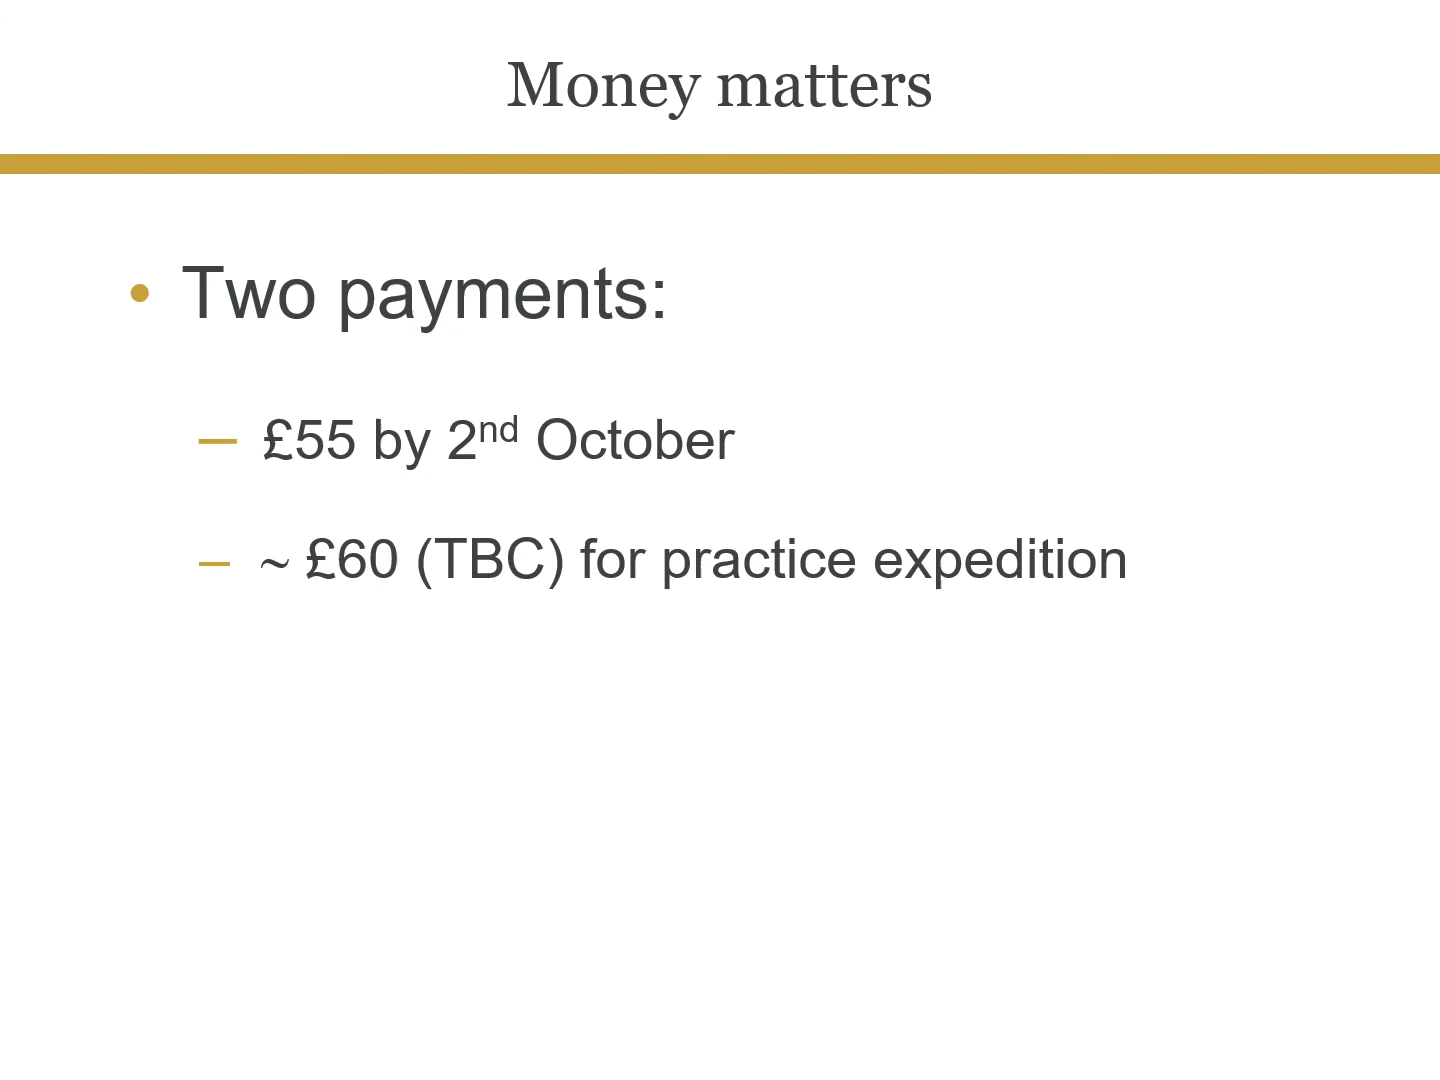 Money matters
• Two payments:
– £55 by 2nd October
– ~ £60 (TBC) for practice expedition